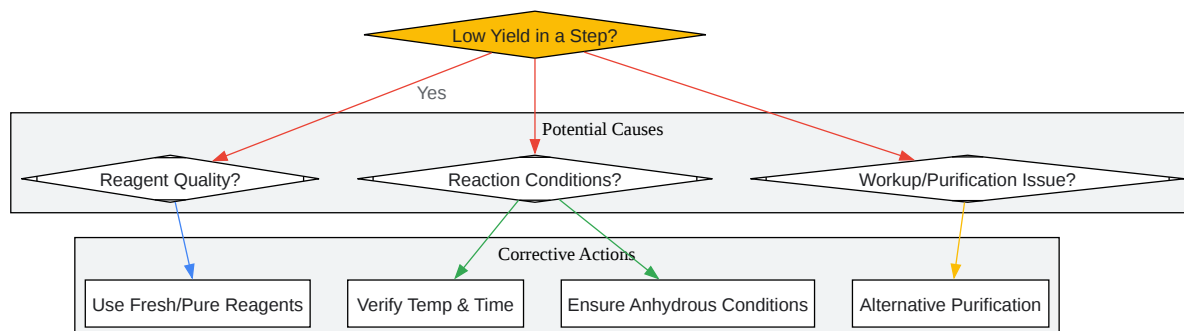 Low Yield in a Step?
Yes
Potential Causes
Reagent Quality?
Reaction Conditions?
Workup/Purification Issue?
Corrective Actions
Use Fresh/Pure Reagents
Verify Temp & Time
Ensure Anhydrous Conditions
Alternative Purification